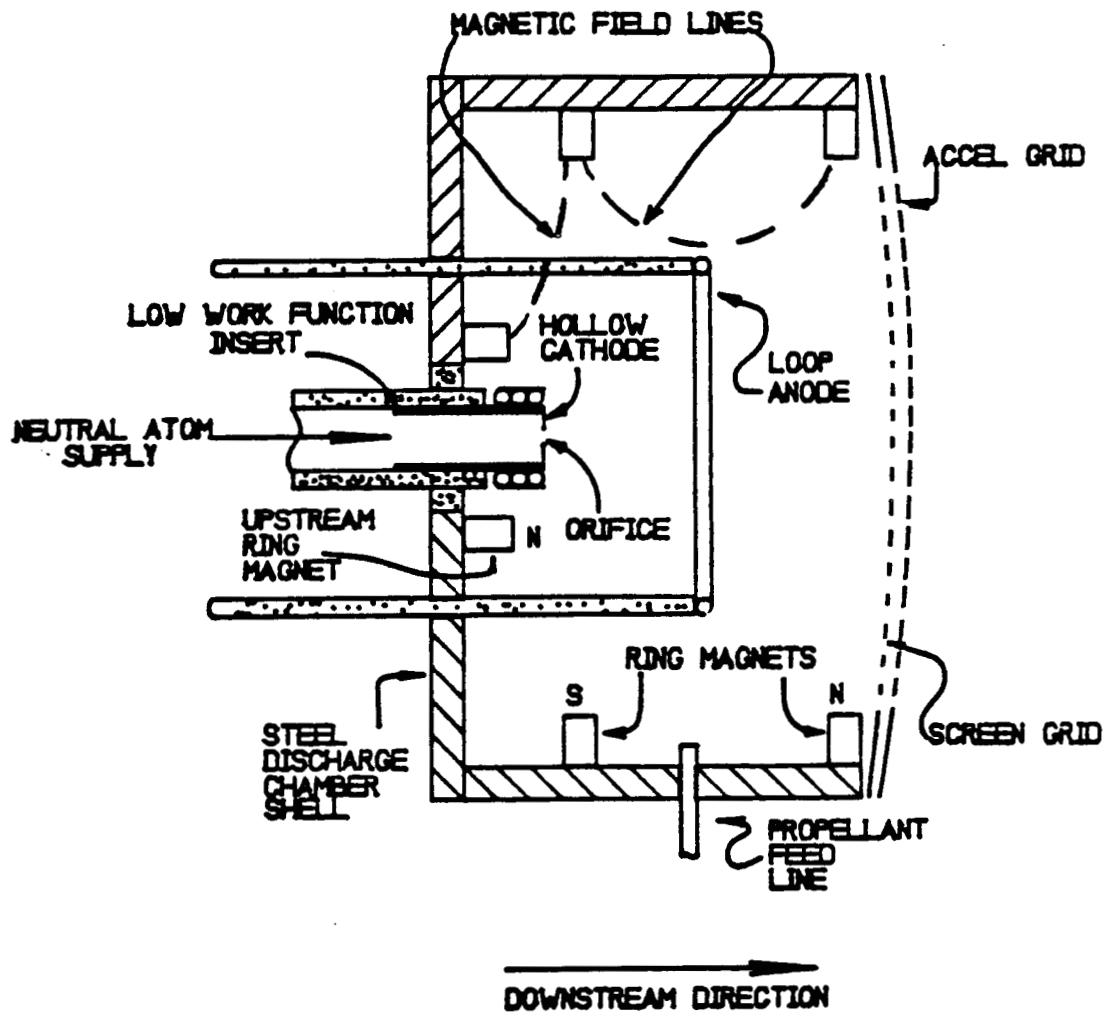 MAGNETIC FIELD LINES
ACCEL GRID
LOW WORK FUNCTION
INSERT
HOLLOW
CATHODE
LOOP
ANODE
NEUTRAL ATOM
SUPPLY
UPSTREAM
RING
MAGNET
N
ORIFICE
RING MAGNETS
S
N
STEEL
DISCHARGE
CHAMBER
SHELL
SCREEN GRID
PROPELLANT
FEED
LINE
DOWNSTREAM DIRECTION